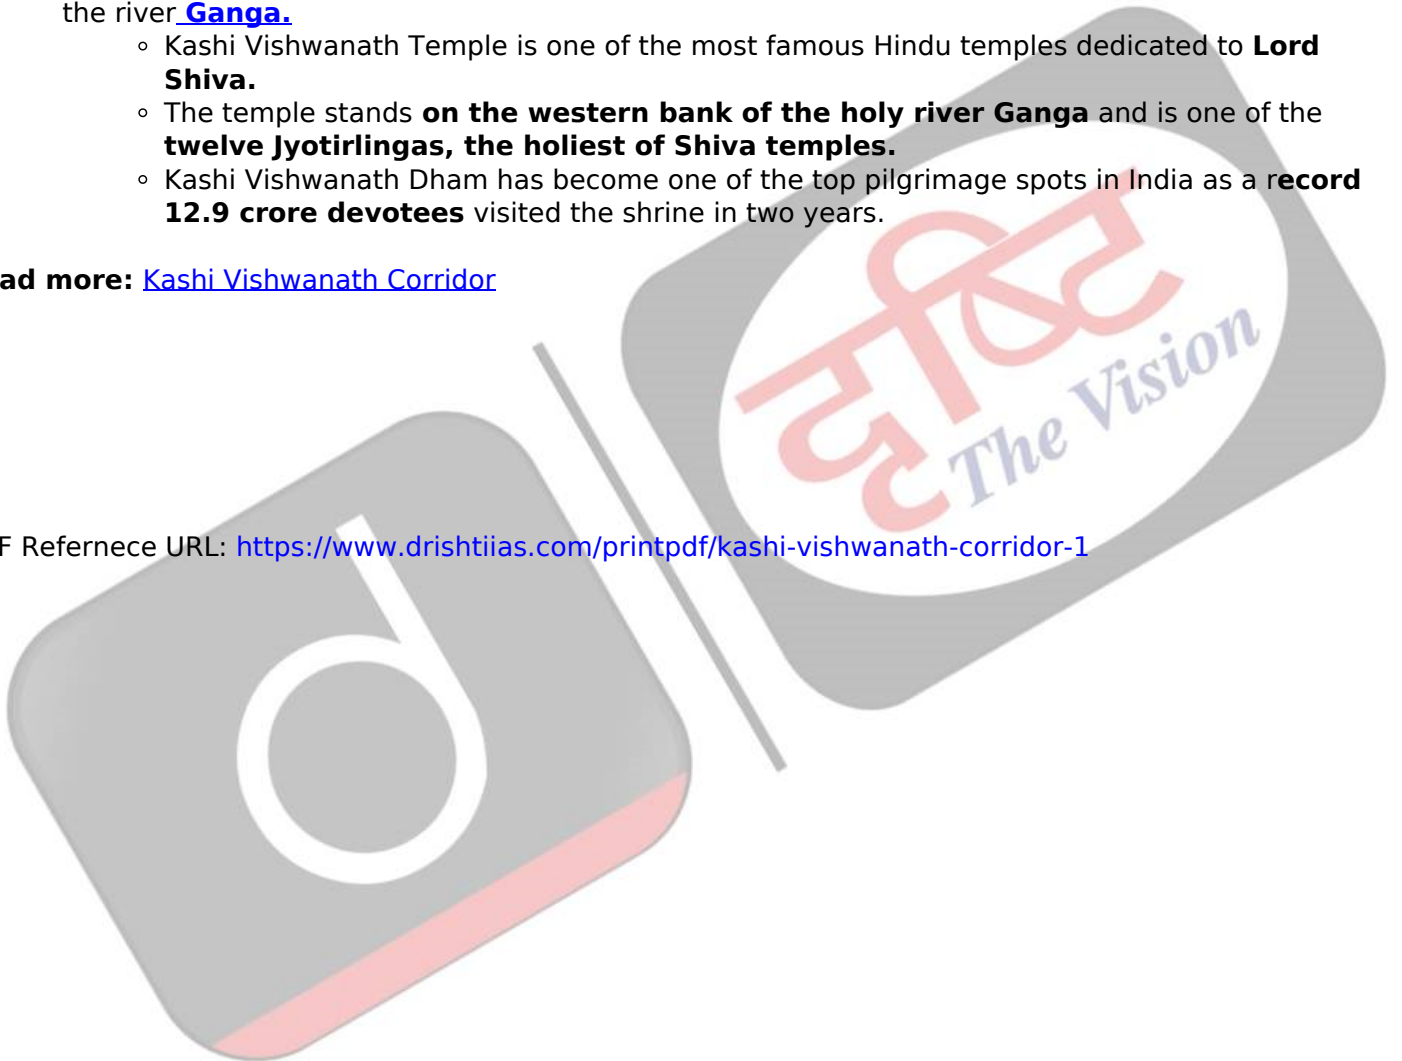 the river Ganga.
◦ Kashi Vishwanath Temple is one of the most famous Hindu temples dedicated to Lord
Shiva.
◦ The temple stands on the western bank of the holy river Ganga and is one of the
twelve Jyotirlingas, the holiest of Shiva temples.
◦ Kashi Vishwanath Dham has become one of the top pilgrimage spots in India as a record
12.9 crore devotees visited the shrine in two years.
ad more: Kashi Vishwanath Corridor
दृष्टि
The Vision
F Refernece URL: https://www.drishtiias.com/printpdf/kashi-vishwanath-corridor-1
d